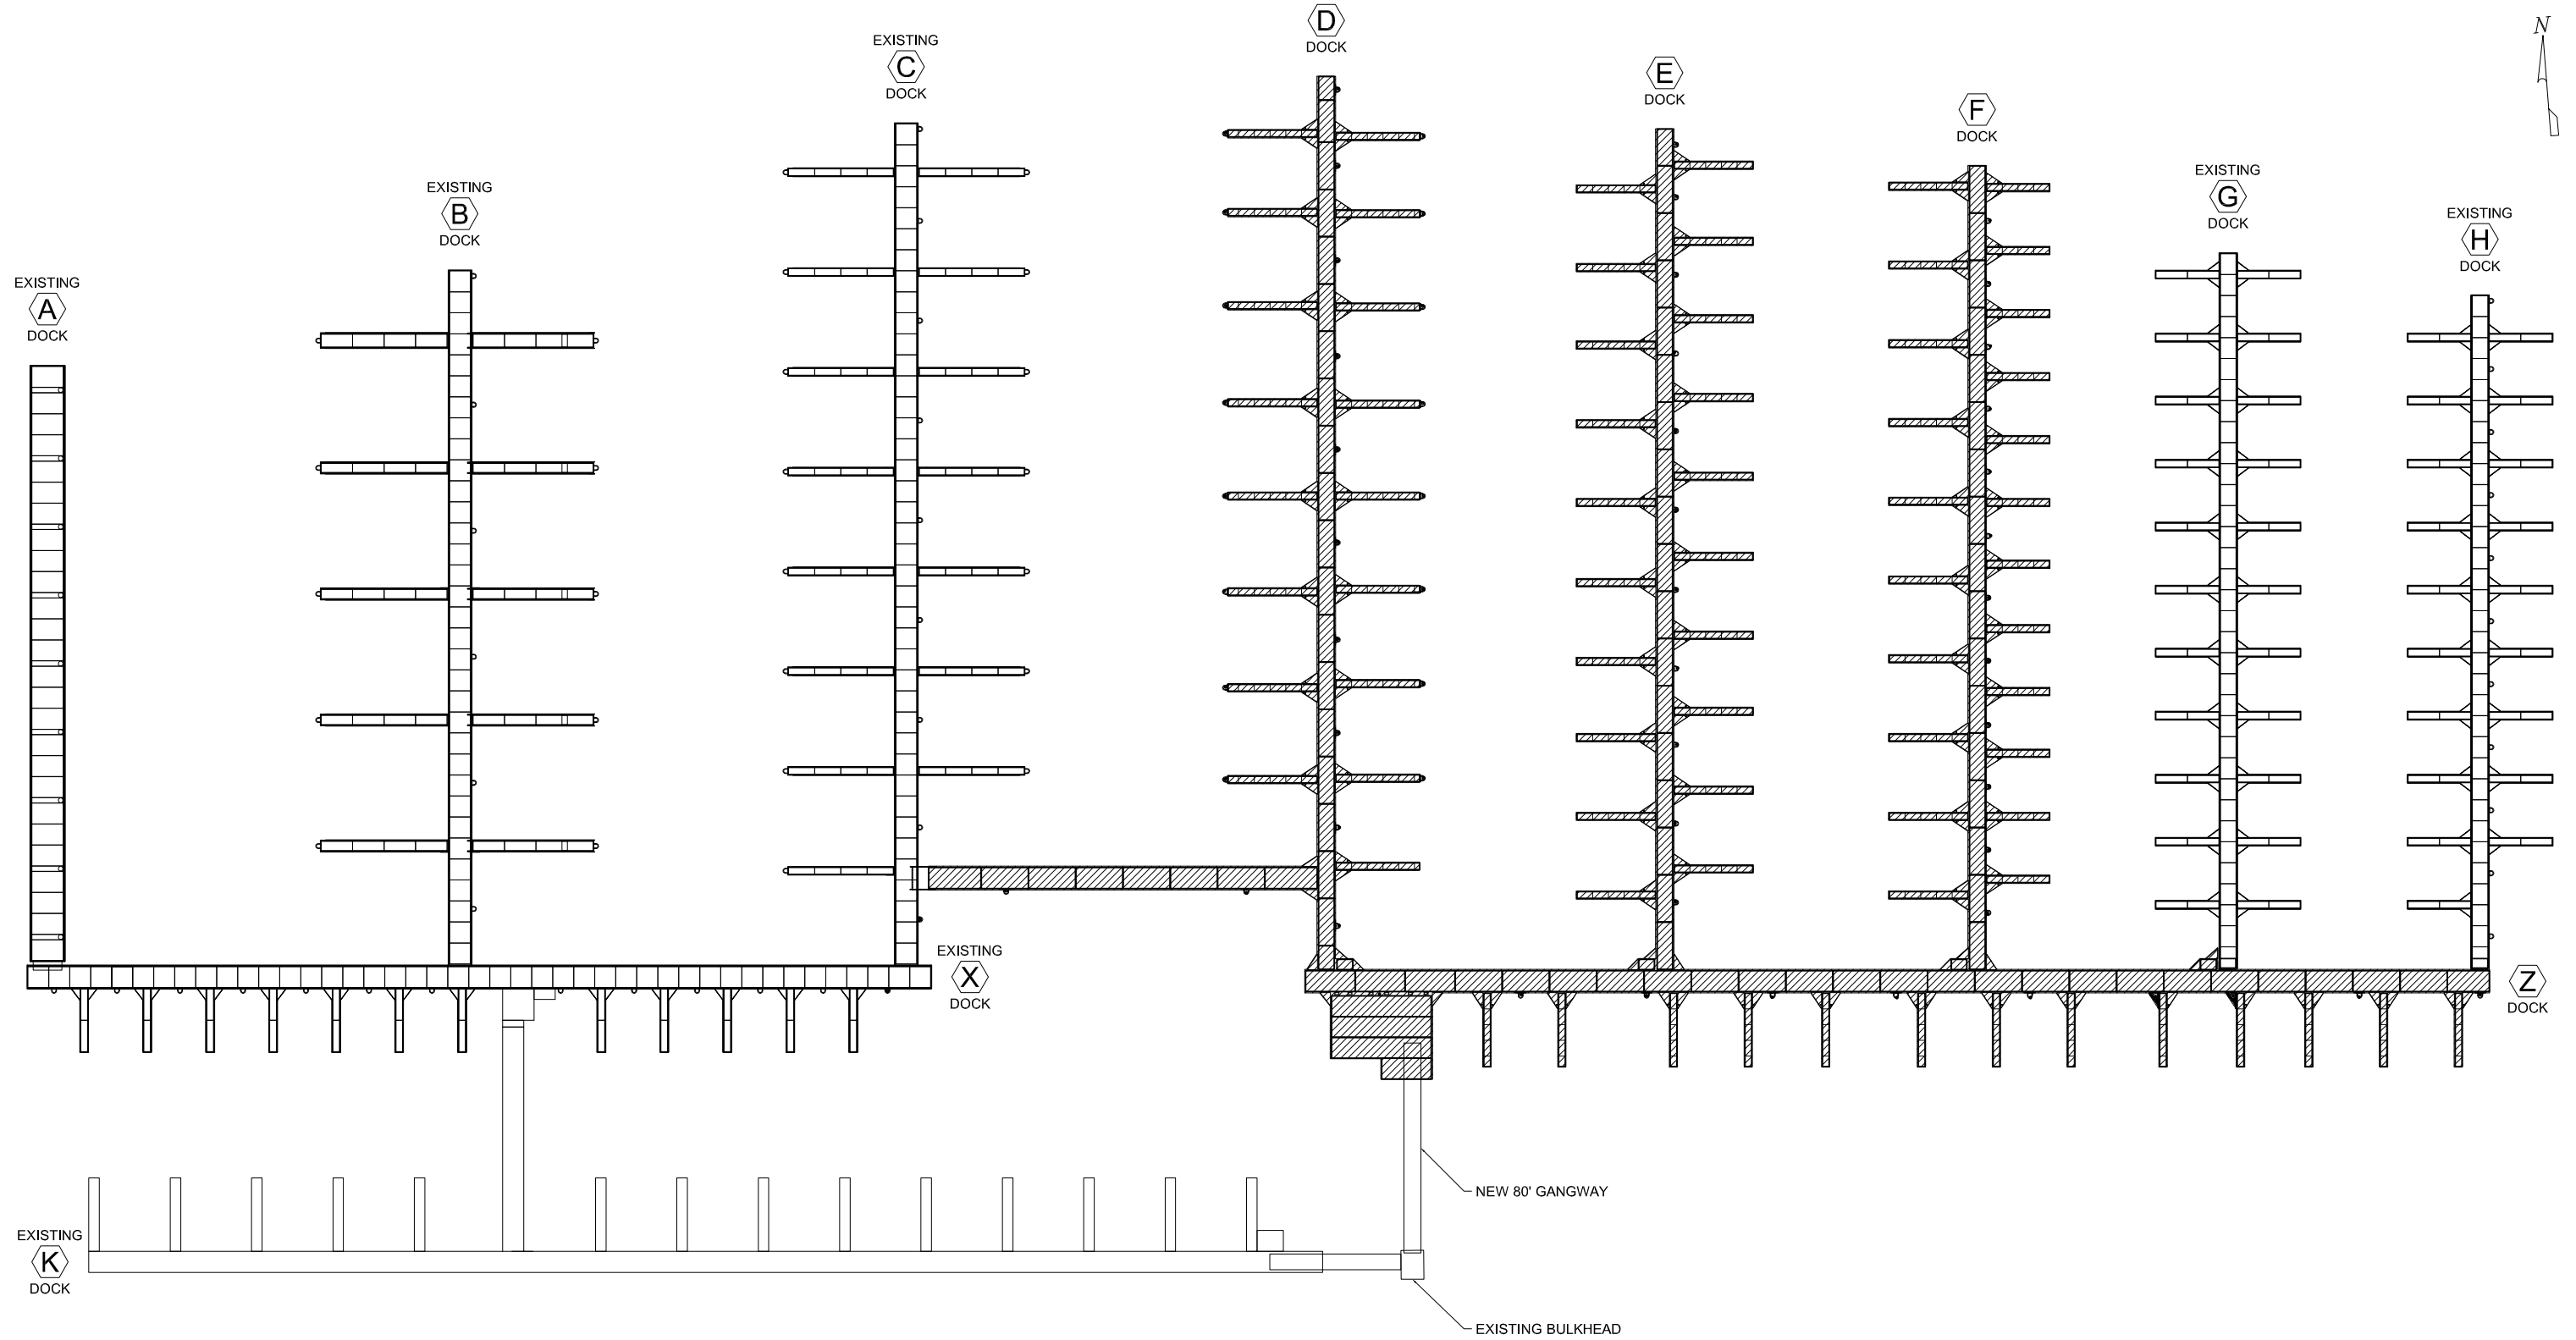 D
DOCK
N
EXISTING
C
DOCK
E
DOCK
F
DOCK
EXISTING
B
DOCK
EXISTING
G
DOCK
EXISTING
H
DOCK
EXISTING
A
DOCK
EXISTING
X
DOCK
Z
DOCK
NEW 80' GANGWAY
EXISTING
K
DOCK
EXISTING BULKHEAD